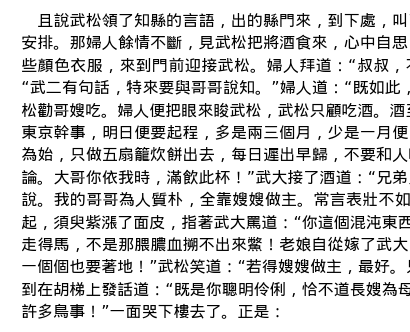 且說武松領了知縣的言語，出的縣門來，到下處，叫
安排。那婦人餘情不斷，見武松把將酒食來，心中自思
些顏色衣服，來到門前迎接武松。婦人拜道：“叔叔，
“武二有句話，特來要與哥哥說知。”婦人道：“既如此，
松勸哥嫂吃。婦人便把眼來睃武松，武松只顧吃酒。酒
東京幹事，明日便要起程，多是兩三個月，少是一月便
為始，只做五扇籠炊餅出去，每日遲出早歸，不要和人
論。大哥你依我時，滿飲此杯！”武大接了酒道：“兄弟
說。我的哥哥為人質朴，全靠嫂嫂做主。常言表壯不如
起，須臾紫漲了面皮，指著武大罵道：“你這個混沌東西
走得馬，不是那腲膿血搠不出來鱉！老娘自從嫁了武大
一個個也要著地！”武松笑道：“若得嫂嫂做主，最好。
到在胡梯上發話道：“既是你聰明伶俐，恰不道長嫂為母
許多鳥事！”一面哭下樓去了。正是：